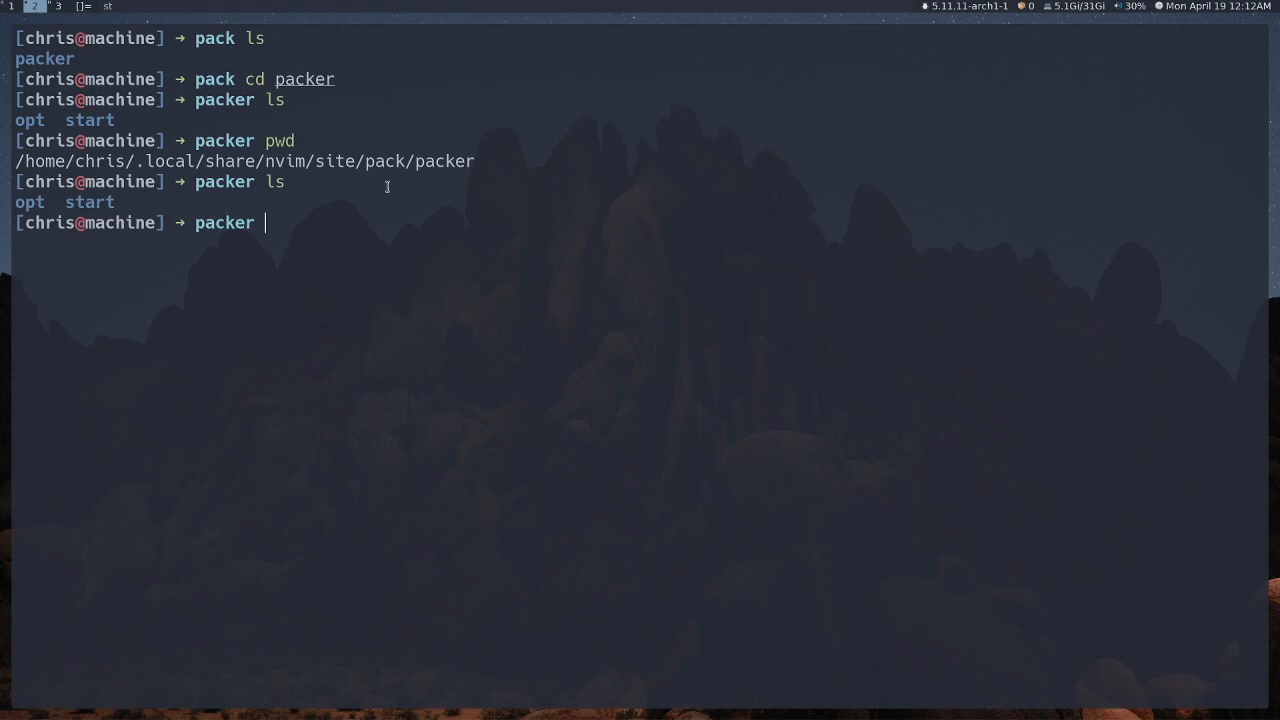 1 2 3 []= st 5.11.11-arch1-1 0 5.1Gi/31Gi 30% Mon April 19 12:12AM
[chris@machine] → pack ls
packer
[chris@machine] → pack cd packer
[chris@machine] → packer ls
opt  start
[chris@machine] → packer pwd
/home/chris/.local/share/nvim/site/pack/packer
[chris@machine] → packer ls
opt  start
[chris@machine] → packer